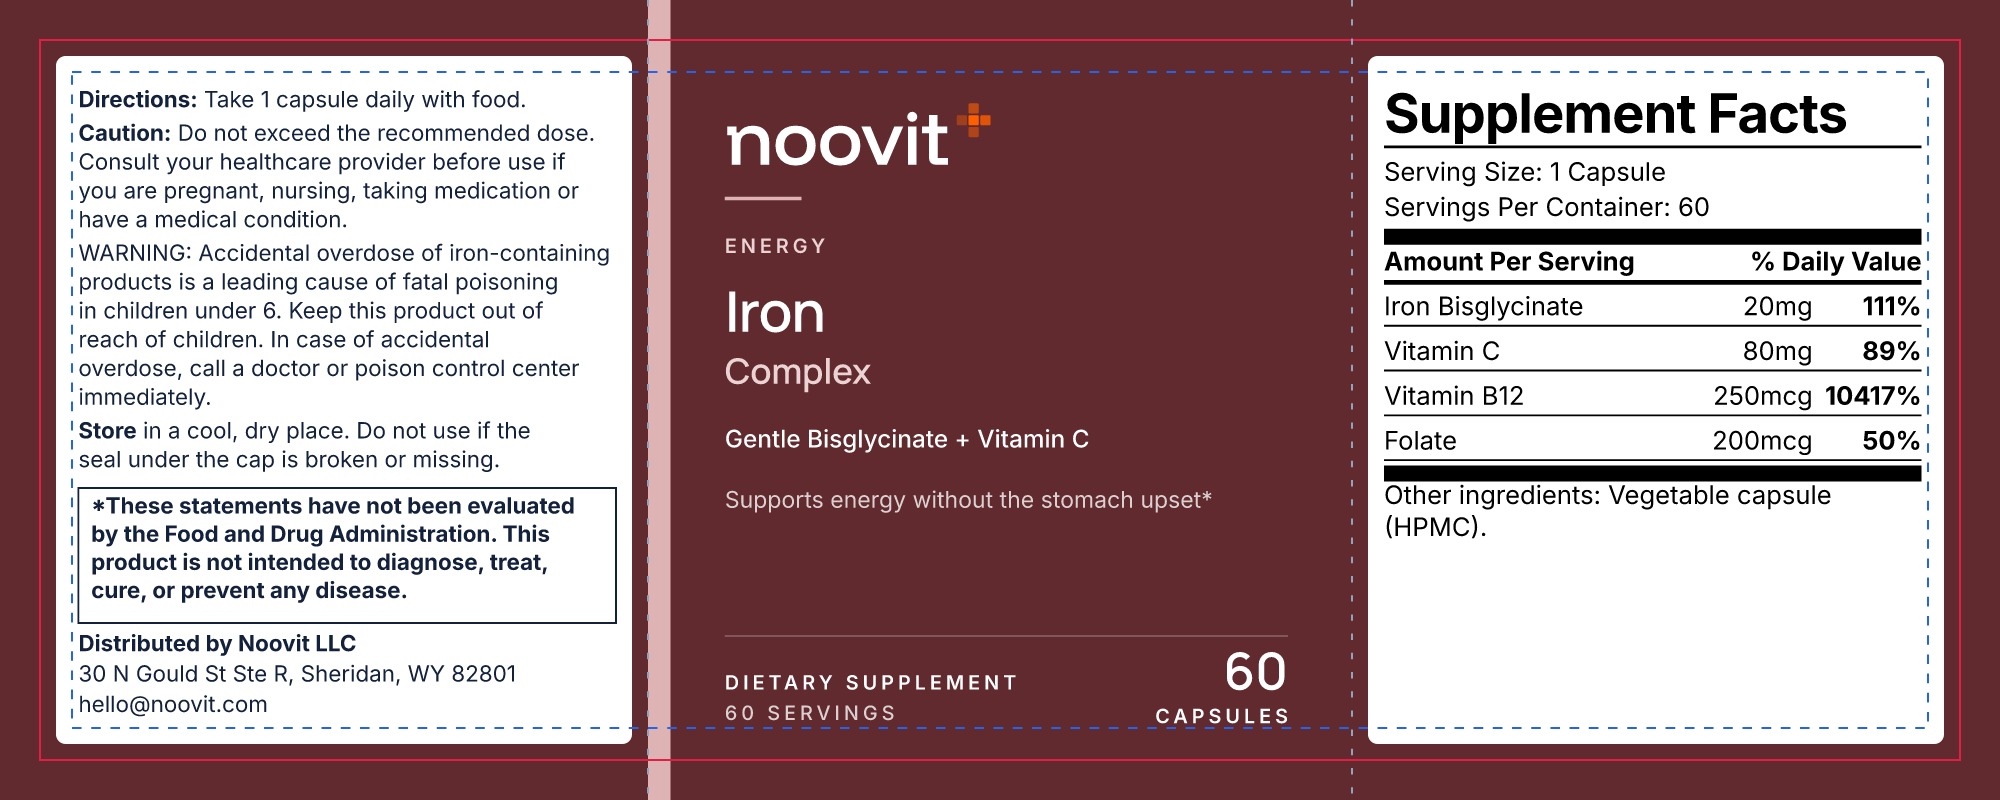 Directions: Take 1 capsule daily with food.
Caution: Do not exceed the recommended dose.
Consult your healthcare provider before use if
you are pregnant, nursing, taking medication or
have a medical condition.
WARNING: Accidental overdose of iron-containing
products is a leading cause of fatal poisoning
in children under 6. Keep this product out of
reach of children. In case of accidental
overdose, call a doctor or poison control center
immediately.
Store in a cool, dry place. Do not use if the
seal under the cap is broken or missing.
*These statements have not been evaluated
by the Food and Drug Administration. This
product is not intended to diagnose, treat,
cure, or prevent any disease.
Distributed by Noovit LLC
30 N Gould St Ste R, Sheridan, WY 82801
hello@noovit.com
noovit
ENERGY
Iron
Complex
Gentle Bisglycinate + Vitamin C
Supports energy without the stomach upset*
DIETARY SUPPLEMENT
60 SERVINGS
60
CAPSULES
Supplement Facts
Serving Size: 1 Capsule
Servings Per Container: 60
Amount Per Serving % Daily Value
Iron Bisglycinate 20mg 111%
Vitamin C 80mg 89%
Vitamin B12 250mcg 10417%
Folate 200mcg 50%
Other ingredients: Vegetable capsule
(HPMC).